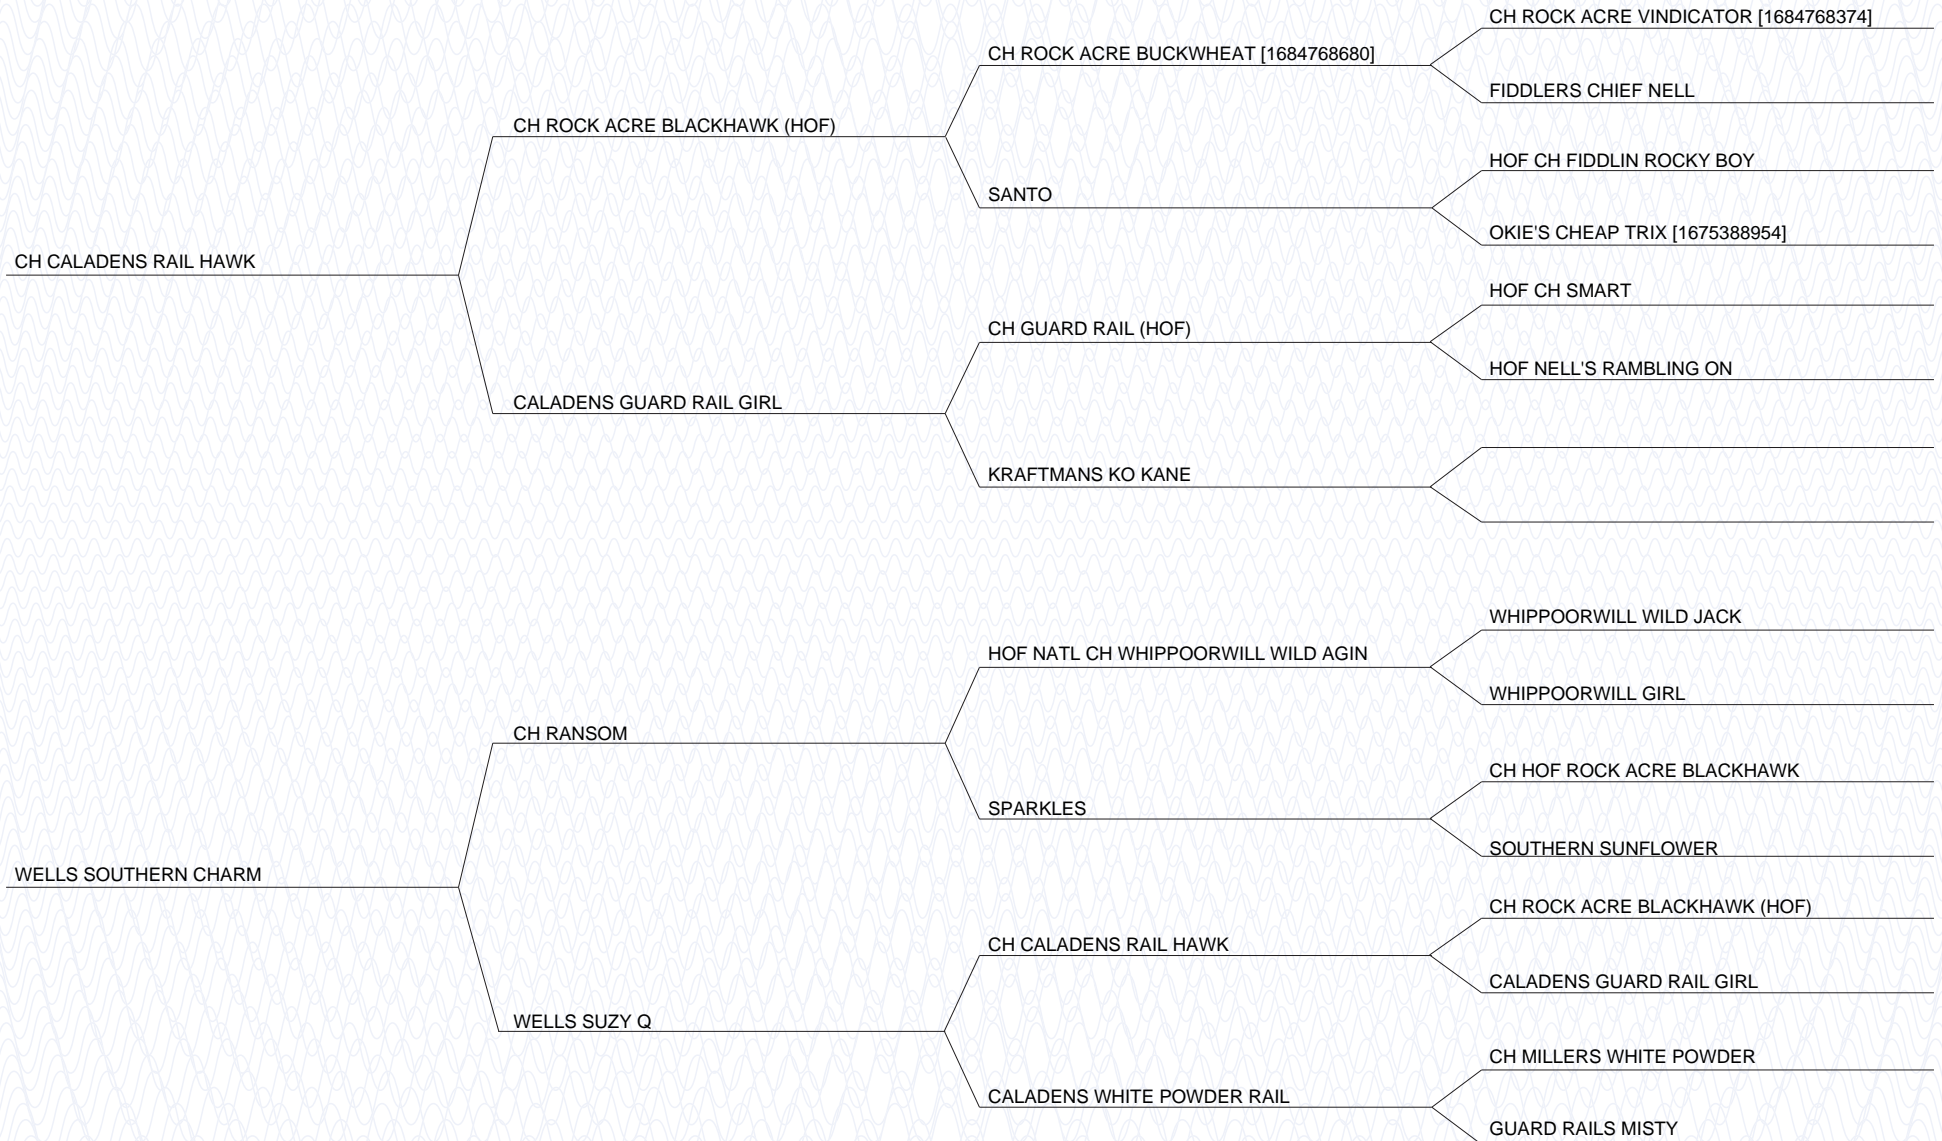 CH ROCK ACRE VINDICATOR [1684768374]
CH ROCK ACRE BUCKWHEAT [1684768680]
FIDDLERS CHIEF NELL
CH ROCK ACRE BLACKHAWK (HOF)
HOF CH FIDDLIN ROCKY BOY
SANTO
OKIE'S CHEAP TRIX [1675388954]
CH CALADENS RAIL HAWK
HOF CH SMART
CH GUARD RAIL (HOF)
HOF NELL'S RAMBLING ON
CALADENS GUARD RAIL GIRL
KRAFTMANS KO KANE
WHIPPOORWILL WILD JACK
HOF NATL CH WHIPPOORWILL WILD AGIN
WHIPPOORWILL GIRL
CH RANSOM
CH HOF ROCK ACRE BLACKHAWK
SPARKLES
SOUTHERN SUNFLOWER
WELLS SOUTHERN CHARM
CH ROCK ACRE BLACKHAWK (HOF)
CH CALADENS RAIL HAWK
CALADENS GUARD RAIL GIRL
WELLS SUZY Q
CH MILLERS WHITE POWDER
CALADENS WHITE POWDER RAIL
GUARD RAILS MISTY